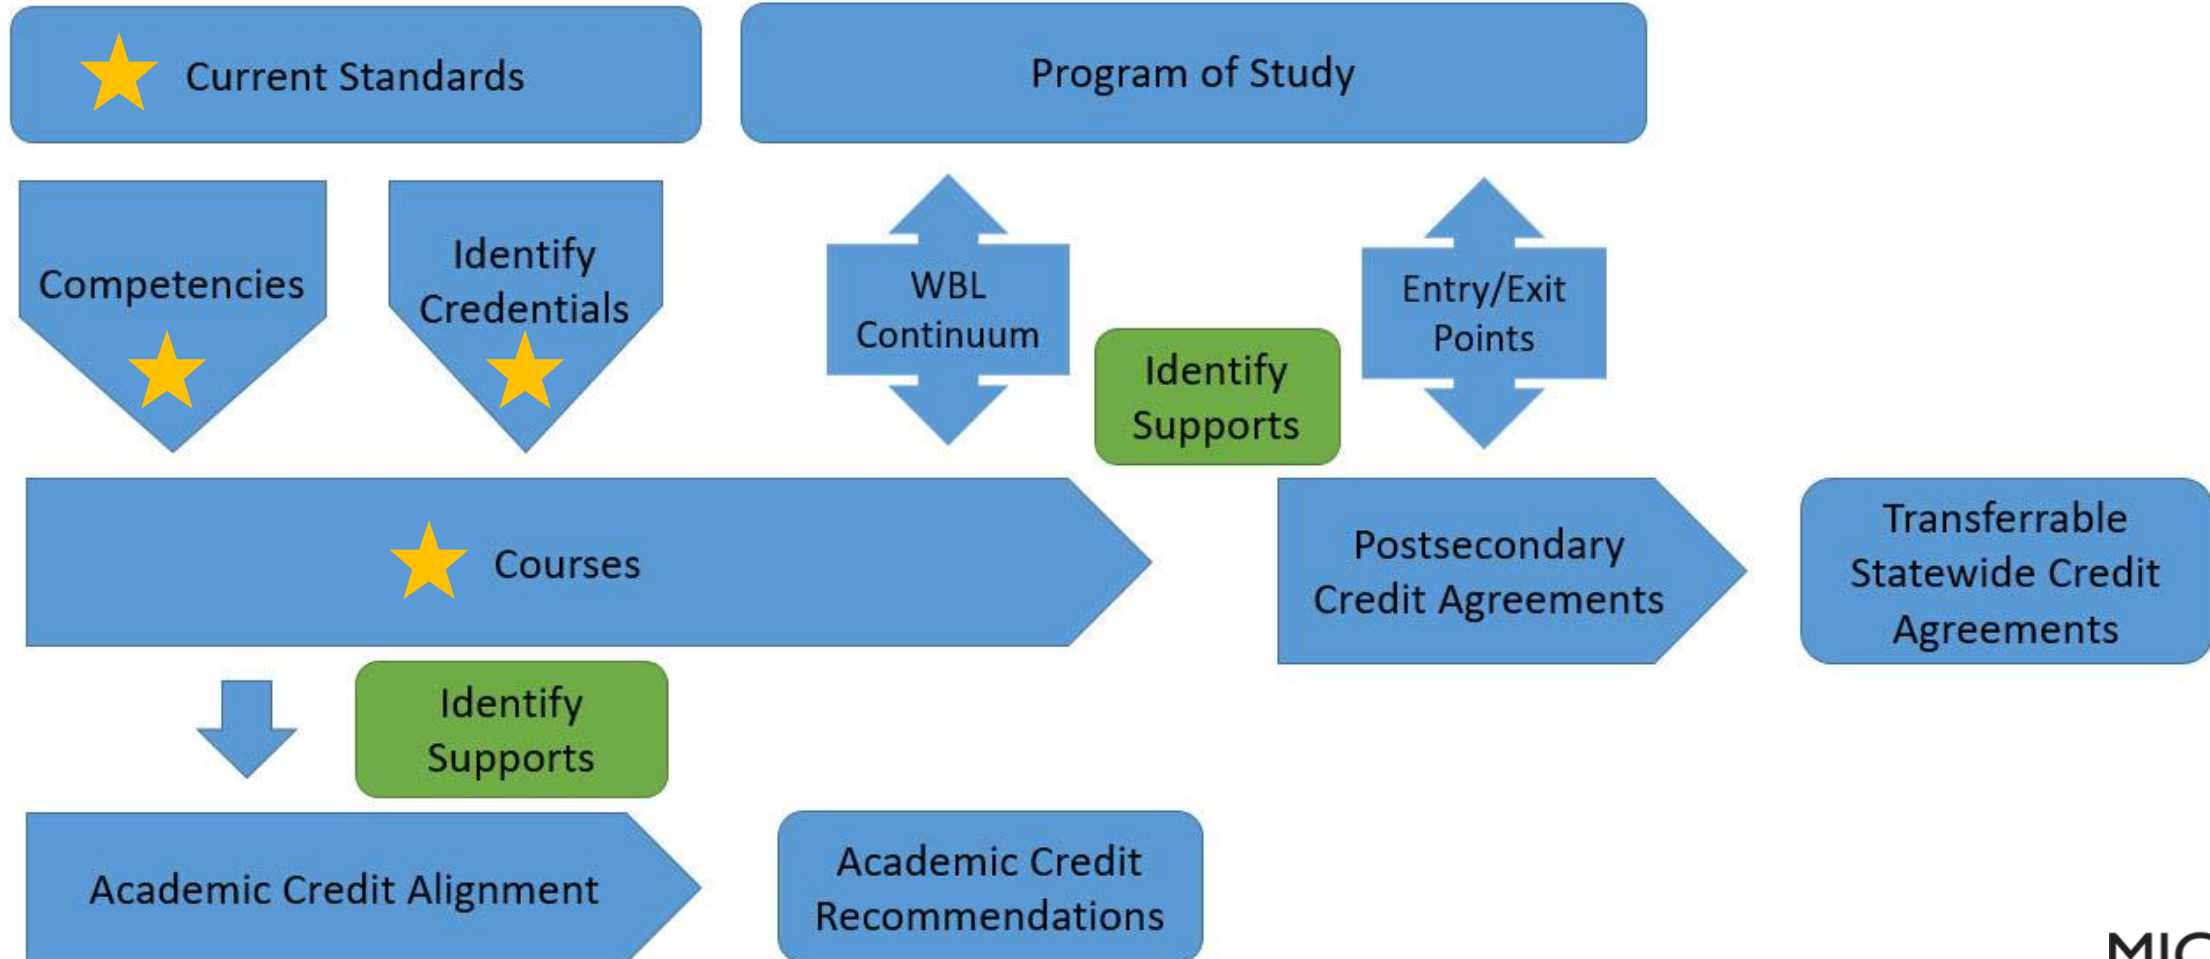 Current Standards
Program of Study
Competencies
Identify
Credentials
WBL
Continuum
Identify
Supports
Entry/Exit
Points
Courses
Postsecondary
Credit Agreements
Transferrable
Statewide Credit
Agreements
Identify
Supports
Academic Credit Alignment
Academic Credit
Recommendations